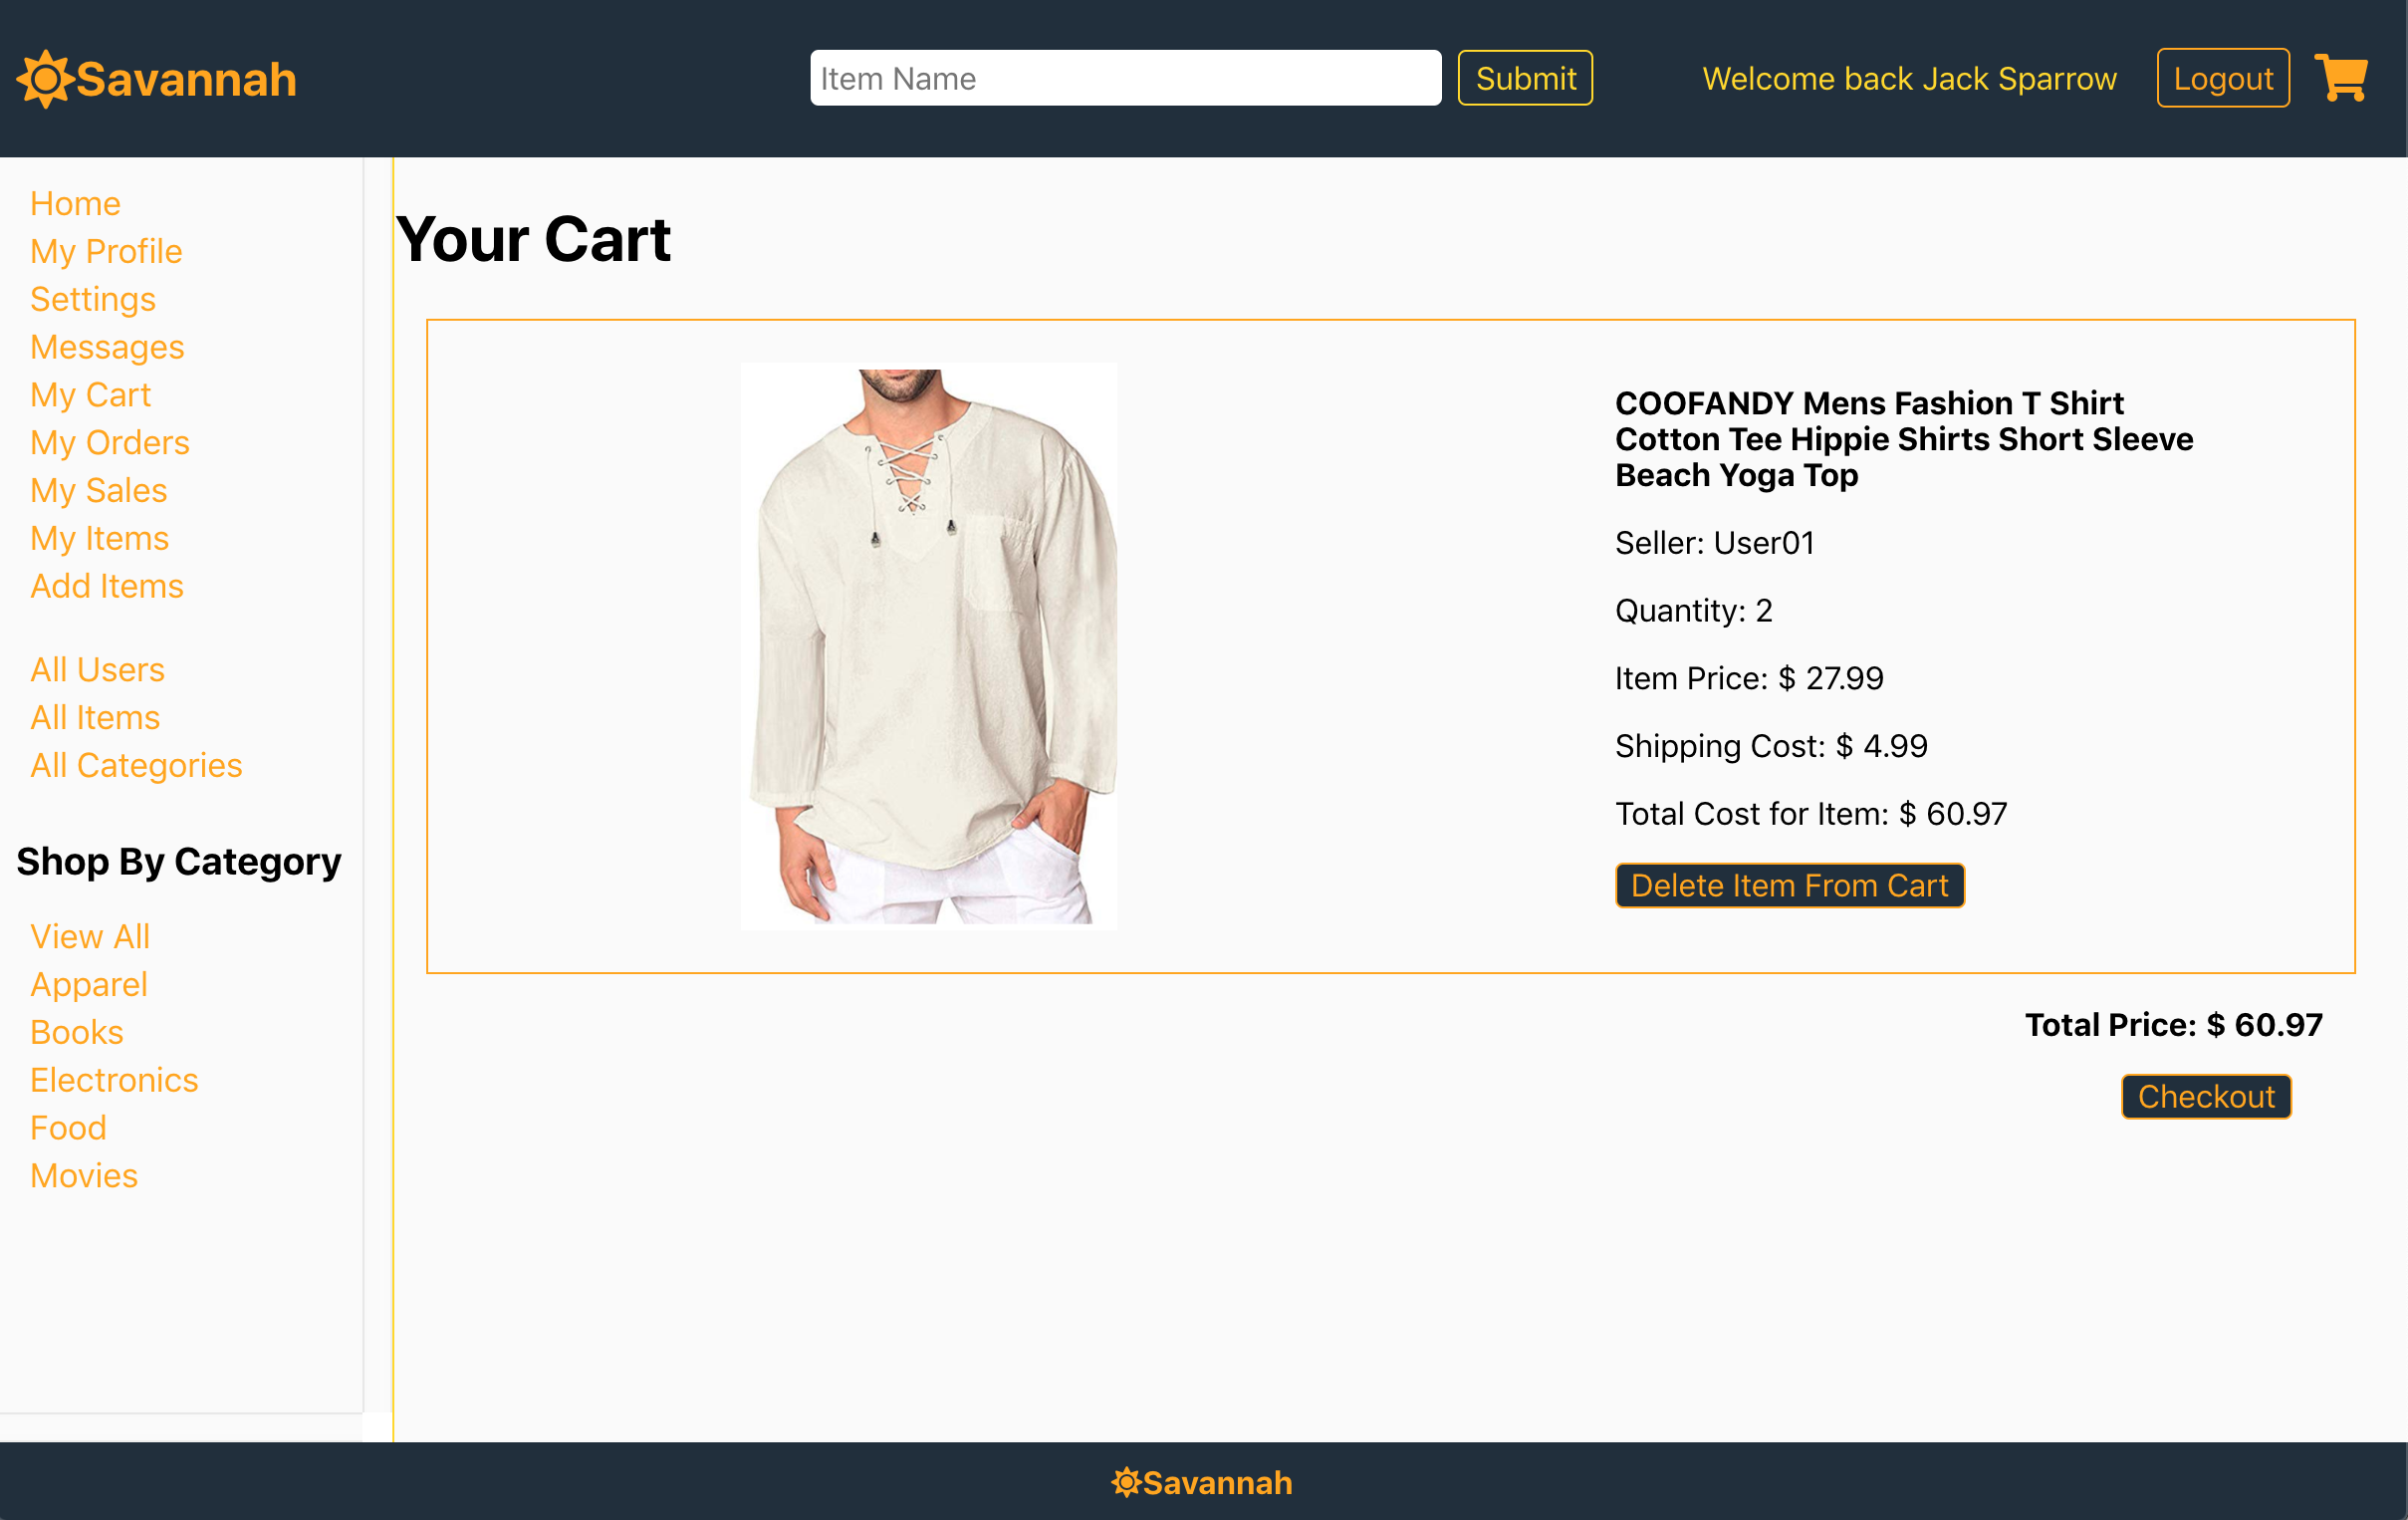 Savannah
Item Name
Submit
Welcome back Jack Sparrow
Logout
Home
My Profile
Settings
Messages
My Cart
My Orders
My Sales
My Items
Add Items
All Users
All Items
All Categories
Shop By Category
View All
Apparel
Books
Electronics
Food
Movies
Your Cart
COOFANDY Mens Fashion T Shirt
Cotton Tee Hippie Shirts Short Sleeve
Beach Yoga Top
Seller: User01
Quantity: 2
Item Price: $ 27.99
Shipping Cost: $ 4.99
Total Cost for Item: $ 60.97
Delete Item From Cart
Total Price: $ 60.97
Checkout
Savannah